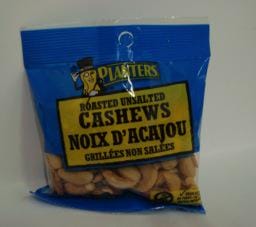 PLANTERS
ROASTED UNSALTED
CASHEWS
NOIX D'ACAJOU
GRILLÉES NON SALÉES